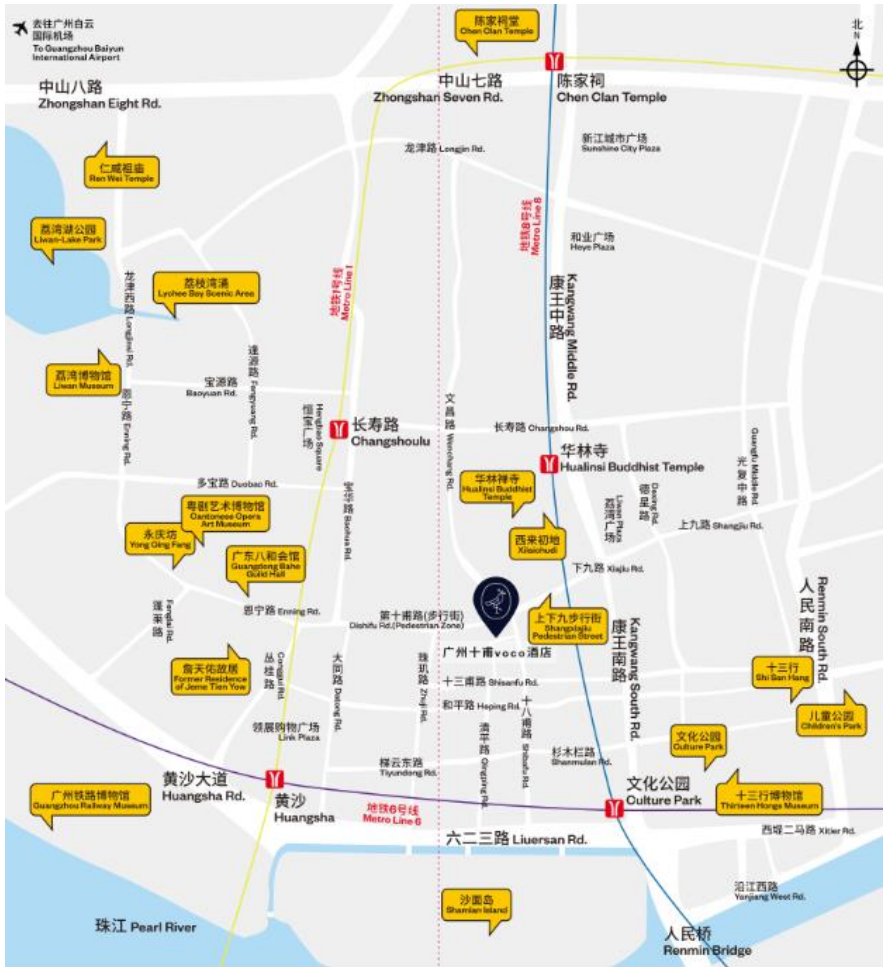 去往广州白云
国际机场
To Guangzhou Baiyun
International Airport
陈家祠堂
Chen Clan Temple
北
N
中山八路
Zhongshan Eight Rd.
中山七路
Zhongshan Seven Rd.
陈家祠
Chen Clan Temple
龙津路 Longjin Rd.
新江城市广场
Sunshine City Plaza
仁威祖庙
Ren Wei Temple
荔湾湖公园
Liwan-Lake Park
地铁8号线
Metro Line 8
和业广场
Heye Plaza
荔枝湾涌
Lychee Bay Scenic Area
龙津西路 Longjinxi Rd.
地铁1号线
Metro Line 1
康王中路
Kangwang Middle Rd.
荔湾博物馆
Liwan Museum
逢源路 Fengyuang Rd.
宝源路
Baoyuan Rd.
恩宁路 Enning Rd.
Hengbao Square
文昌路 Wenchang Rd.
长寿路
Changshoulu
长寿路 Changzhou Rd.
华林寺
Hualinsi Buddhist Temple
光复中路
Guangfu Middle Rd.
多宝路 Duobao Rd.
华林禅寺
Hualinsi Buddhist
Temple
荔湾广场
Liwan Plaza
德星路
Dexing Rd.
粤剧艺术博物馆
Cantonese Opera
Art Museum
宝华路 Baohua Rd.
上九路 Shangjiu Rd.
永庆坊
Yong Qing Fang
西来初地
Xilaichudi
广东八和会馆
Guangdong Bahe
Guild Hall
下九路 Xiajiu Rd.
蓬莱路
Fenglai Rd.
恩宁路 Enning Rd.
第十甫路(步行街)
Dishifu Rd.(Pedestrian Zone)
上下九步行街
Shangxiajiu
Pedestrian Street
人民南路
Renmin South Rd.
广州十甫voco酒店
康王南路
Kangwang South Rd.
詹天佑故居
Former Residence
of Jeme Tien Yow
丛桂路
Conggui Rd.
大同路 Datong Rd.
珠玑路 Zhuji Rd.
十三甫路 Shisanfu Rd.
十三行
Shi San Hang
和平路 Heping Rd.
十八甫路 Shibafu Rd.
儿童公园
Children's Park
领展购物广场
Link Plaza
清平路 Qingping Rd.
文化公园
Culture Park
梯云东路
Tiyundong Rd.
杉木栏路
Shanmulan Rd.
黄沙大道
Huangsha Rd.
广州铁路博物馆
Guangzhou Railway Museum
黄沙
Huangsha
文化公园
Culture Park
十三行博物馆
Thirteen Hongs Museum
地铁6号线
Metro Line 6
西堤二马路 Xitier Rd.
六二三路 Liuersan Rd.
沿江西路
Yanjiang West Rd.
沙面岛
Shamian Island
珠江 Pearl River
人民桥
Renmin Bridge